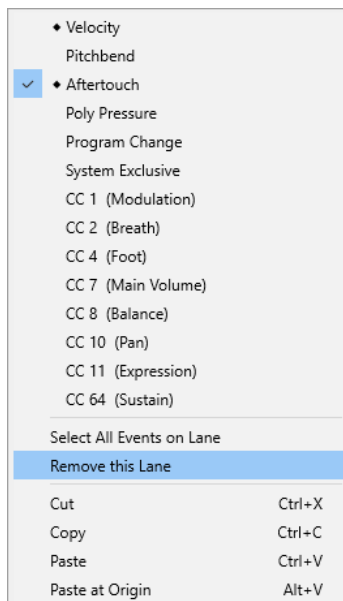 ◆ Velocity
Pitchbend
✓ ◆ Aftertouch
Poly Pressure
Program Change
System Exclusive
CC 1 (Modulation)
CC 2 (Breath)
CC 4 (Foot)
CC 7 (Main Volume)
CC 8 (Balance)
CC 10 (Pan)
CC 11 (Expression)
CC 64 (Sustain)
Select All Events on Lane
Remove this Lane
Cut Ctrl+X
Copy Ctrl+C
Paste Ctrl+V
Paste at Origin Alt+V